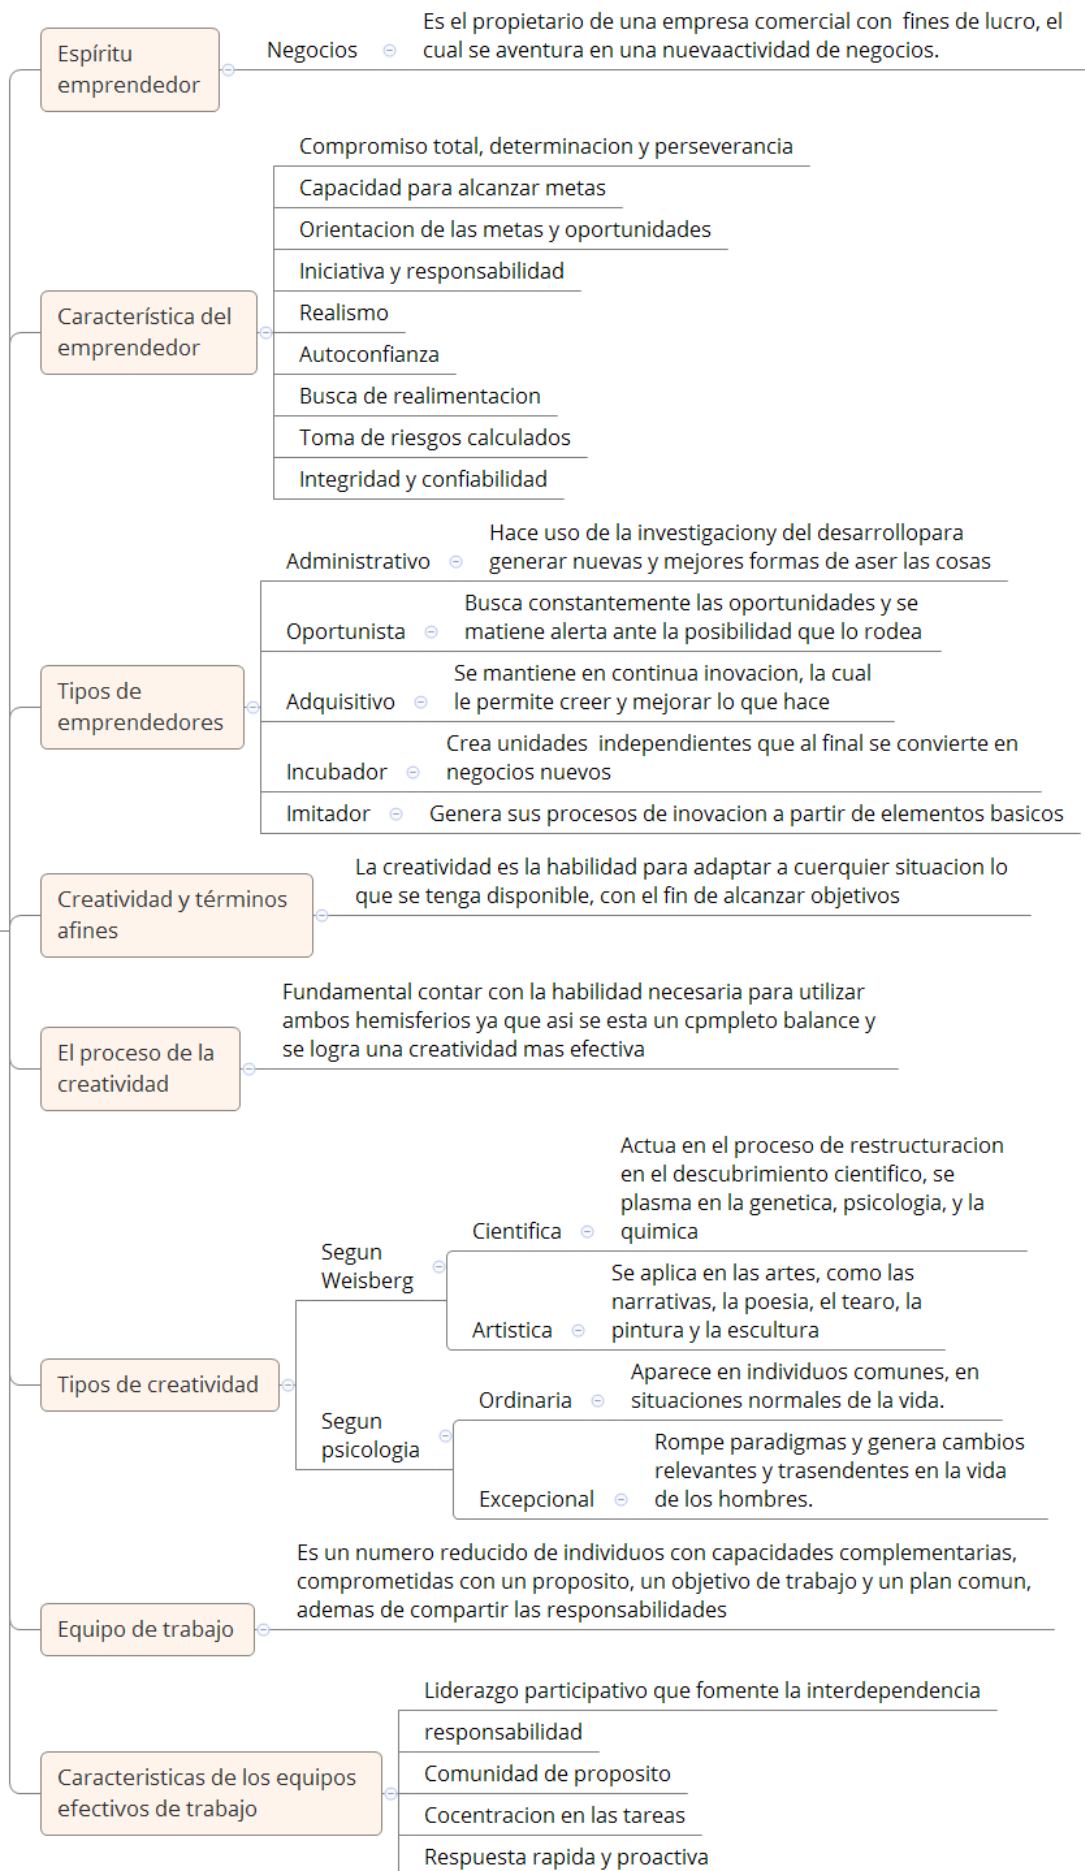 Espíritu
emprendedor
Negocios
Es el propietario de una empresa comercial con  fines de lucro, el
cual se aventura en una nuevaactividad de negocios.
Característica del
emprendedor
Compromiso total, determinacion y perseverancia
Capacidad para alcanzar metas
Orientacion de las metas y oportunidades
Iniciativa y responsabilidad
Realismo
Autoconfianza
Busca de realimentacion
Toma de riesgos calculados
Integridad y confiabilidad
Tipos de
emprendedores
Administrativo
Hace uso de la investigaciony del desarrollopara
generar nuevas y mejores formas de aser las cosas
Oportunista
Busca constantemente las oportunidades y se
matiene alerta ante la posibilidad que lo rodea
Adquisitivo
Se mantiene en continua inovacion, la cual
le permite creer y mejorar lo que hace
Incubador
Crea unidades  independientes que al final se convierte en
negocios nuevos
Imitador
Genera sus procesos de inovacion a partir de elementos basicos
Creatividad y términos
afines
La creatividad es la habilidad para adaptar a cuerquier situacion lo
que se tenga disponible, con el fin de alcanzar objetivos
El proceso de la
creatividad
Fundamental contar con la habilidad necesaria para utilizar
ambos hemisferios ya que asi se esta un cpmpleto balance y
se logra una creatividad mas efectiva
Tipos de creatividad
Segun
Weisberg
Cientifica
Actua en el proceso de restructuracion
en el descubrimiento cientifico, se
plasma en la genetica, psicologia, y la
quimica
Artistica
Se aplica en las artes, como las
narrativas, la poesia, el tearo, la
pintura y la escultura
Segun
psicologia
Ordinaria
Aparece en individuos comunes, en
situaciones normales de la vida.
Excepcional
Rompe paradigmas y genera cambios
relevantes y trasendentes en la vida
de los hombres.
Equipo de trabajo
Es un numero reducido de individuos con capacidades complementarias,
comprometidas con un proposito, un objetivo de trabajo y un plan comun,
ademas de compartir las responsabilidades
Caracteristicas de los equipos
efectivos de trabajo
Liderazgo participativo que fomente la interdependencia
responsabilidad
Comunidad de proposito
Cocentracion en las tareas
Respuesta rapida y proactiva